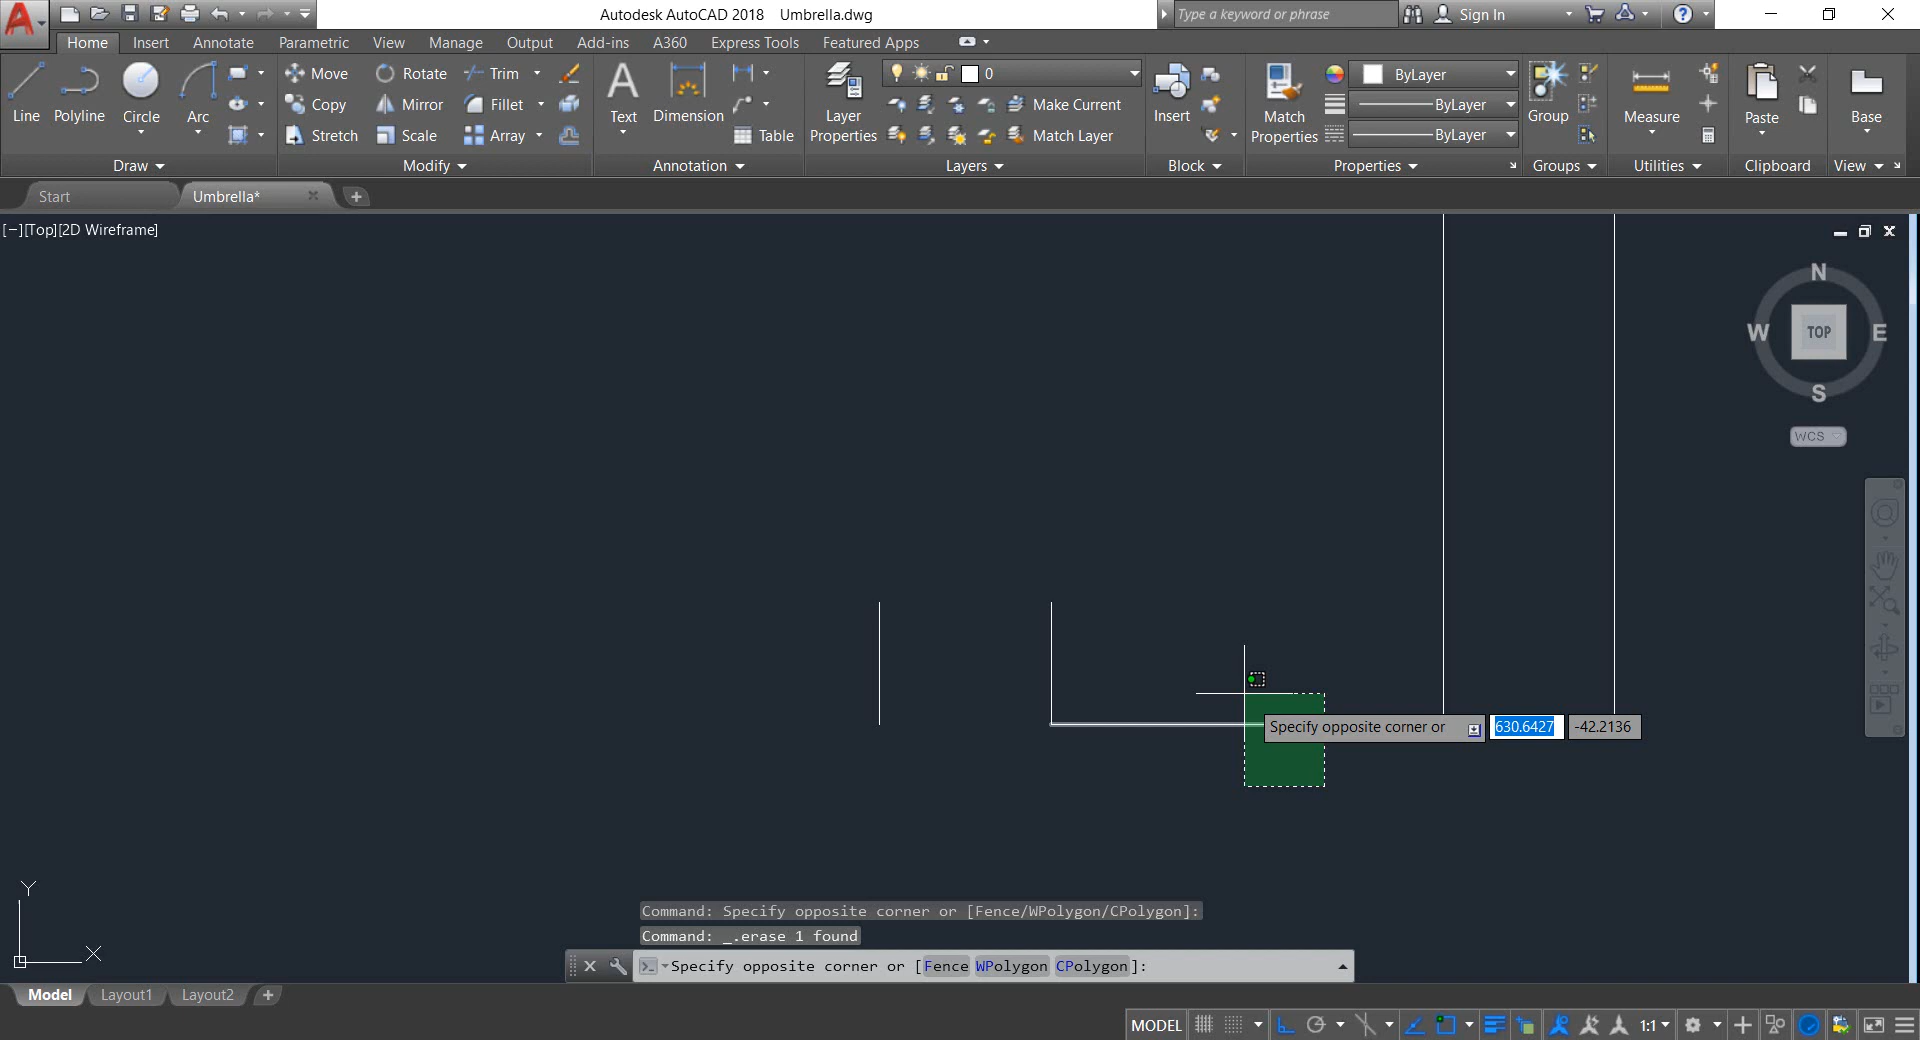 Autodesk AutoCAD 2018 Umbrella.dwg
Type a keyword or phrase
Sign In
Home Insert Annotate Parametric View Manage Output Add-ins A360 Express Tools Featured Apps
Line Polyline Circle Arc
Move Rotate Trim
Copy Mirror Fillet
Stretch Scale Array
Text Dimension Table
Layer Properties
0
Make Current
Match Layer
Insert
Match Properties
ByLayer
ByLayer
ByLayer
Group
Measure
Paste
Base
Draw Modify Annotation Layers Block Properties Groups Utilities Clipboard View
Start Umbrella*
[−][Top][2D Wireframe]
N
W TOP E
S
WCS
Specify opposite corner or 630.6427 -42.2136
Y
X
Command: Specify opposite corner or [Fence/WPolygon/CPolygon]:
Command: _.erase 1 found
Specify opposite corner or [Fence WPolygon CPolygon]:
Model Layout1 Layout2
MODEL 1:1